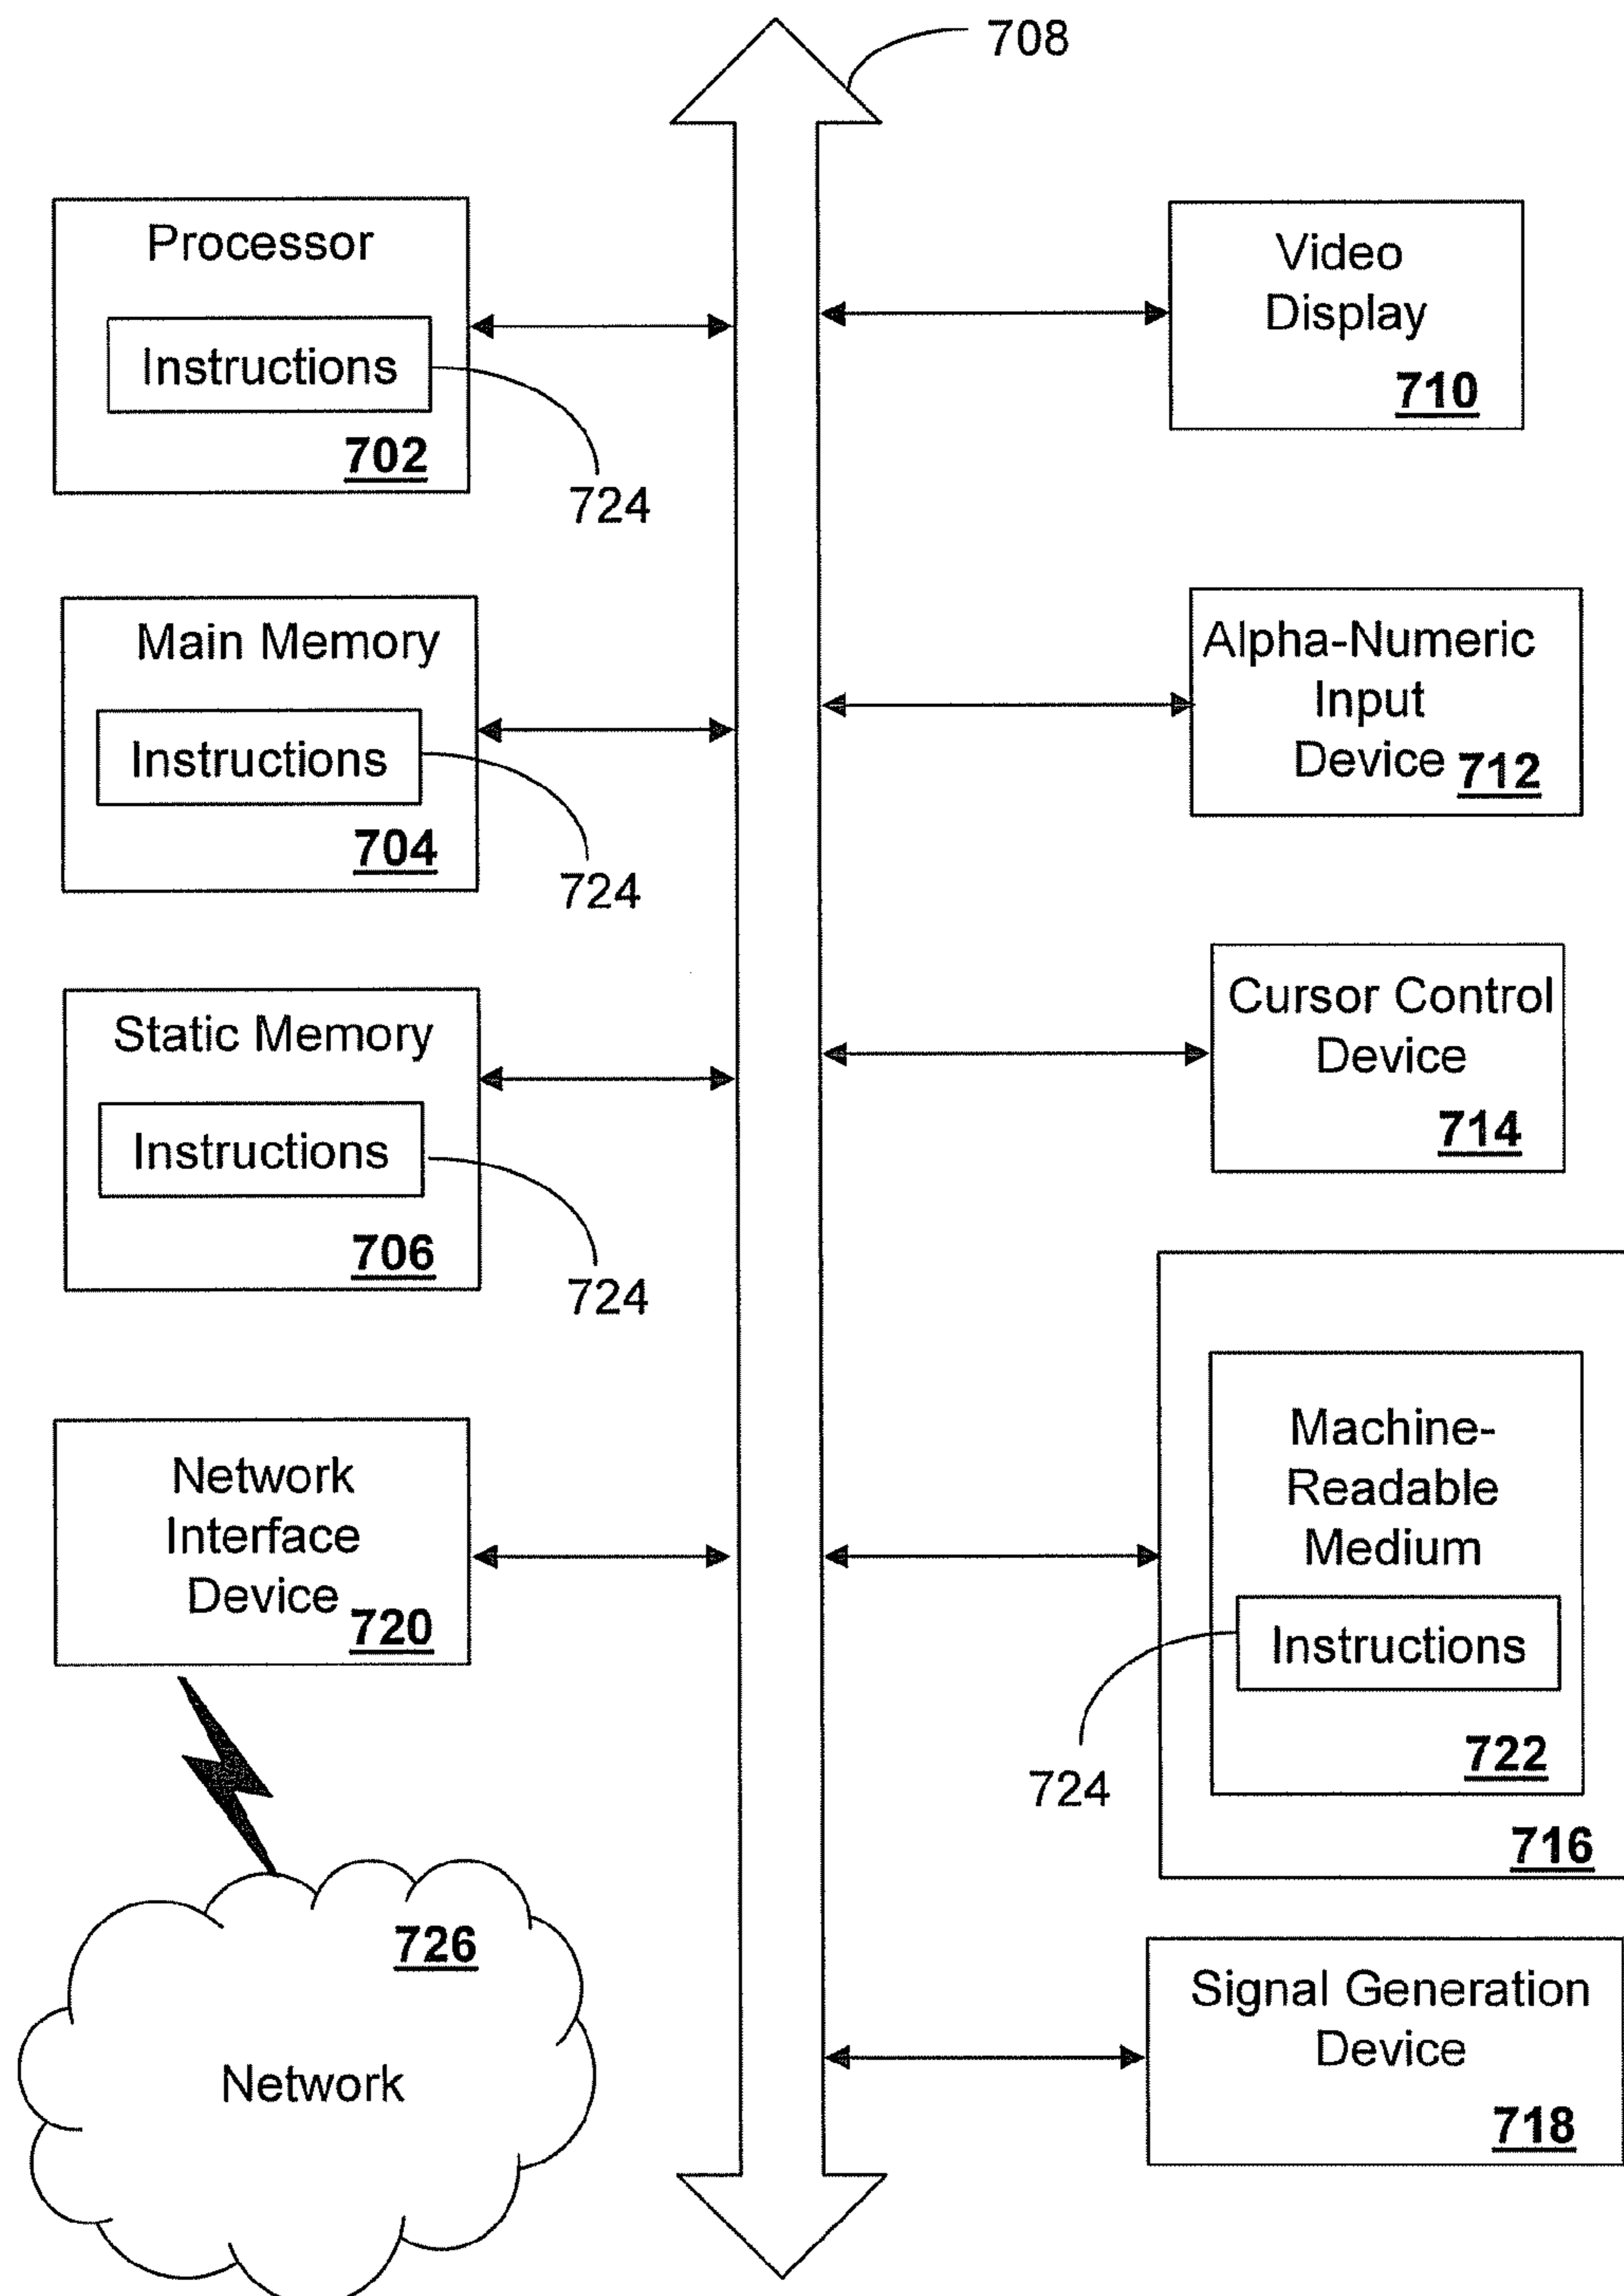 708
Processor
Instructions
702
724
Main Memory
Instructions
704
724
Static Memory
Instructions
706
724
Network
Interface
Device
720
726
Network
Video
Display
710
Alpha-Numeric
Input
Device
712
Cursor Control
Device
714
Machine-
Readable
Medium
Instructions
722
724
716
Signal Generation
Device
718